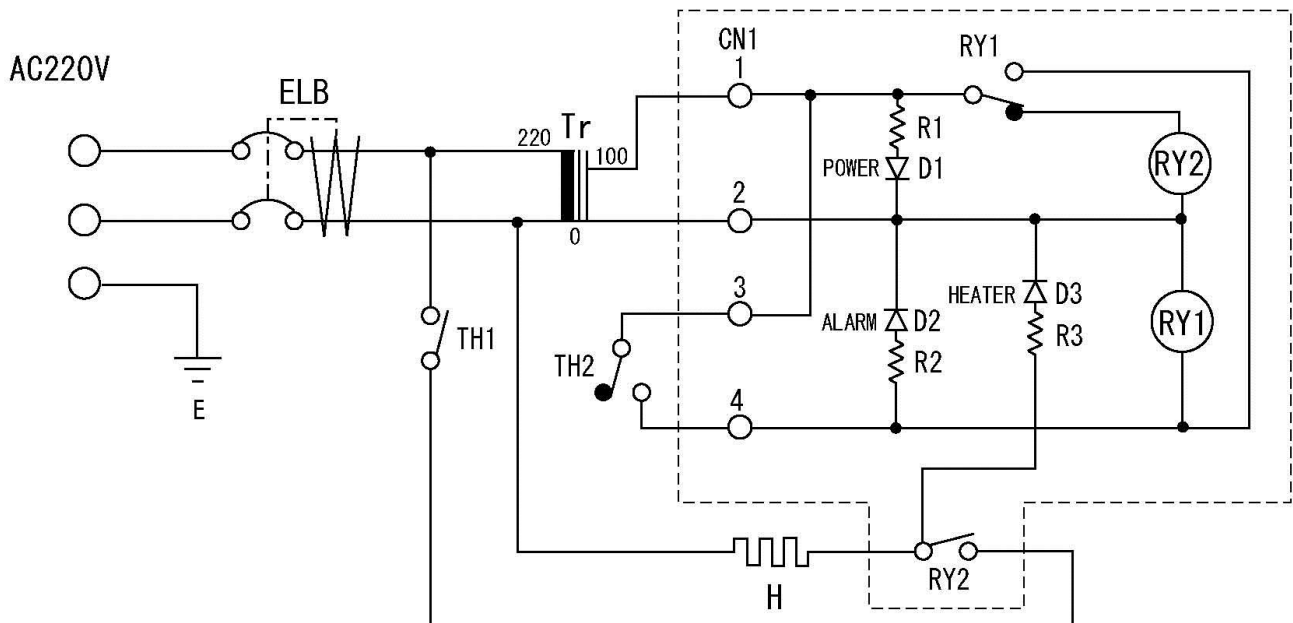 AC220V
ELB
220
Tr
100
0
E
TH1
TH2
CN1
1
2
3
4
RY1
R1
POWER
D1
RY2
ALARM
D2
R2
HEATER
D3
R3
RY1
H
RY2